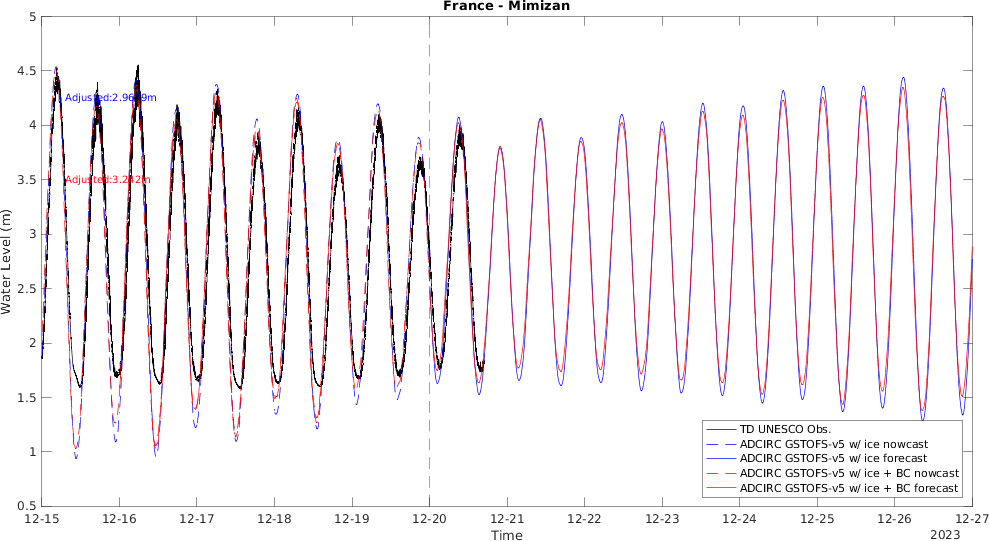 France - Mimizan
Water Level (m)
5
4.5
4
3.5
3
2.5
2
1.5
1
0.5
Adjusted:3.242m
12-15
12-16
12-17
12-18
12-19
12-20
12-21
12-22
12-23
12-24
12-25
12-26
12-27
Time
2023
TD UNESCO Obs.
ADCIRC GSTOFS-v5 w/ ice nowcast
ADCIRC GSTOFS-v5 w/ ice forecast
ADCIRC GSTOFS-v5 w/ ice + BC nowcast
ADCIRC GSTOFS-v5 w/ ice + BC forecast